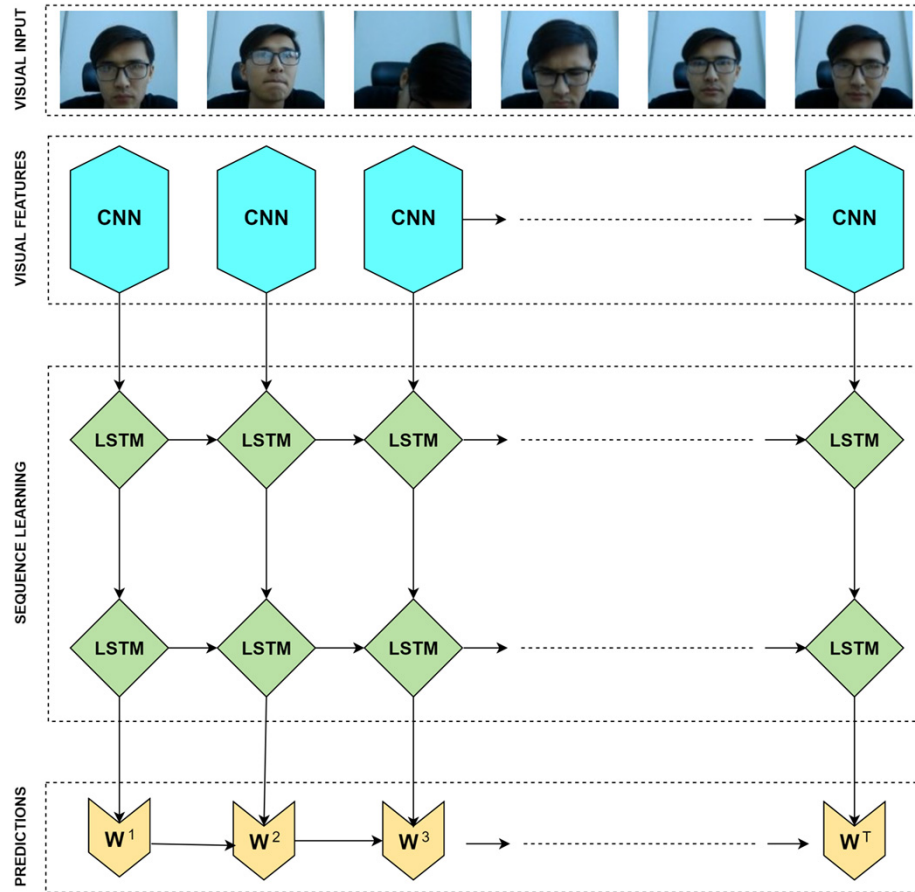 VISUAL INPUT
VISUAL FEATURES
CNN CNN CNN CNN
SEQUENCE LEARNING
LSTM LSTM LSTM LSTM
LSTM LSTM LSTM LSTM
PREDICTIONS
W¹ W² W³ Wᵀ